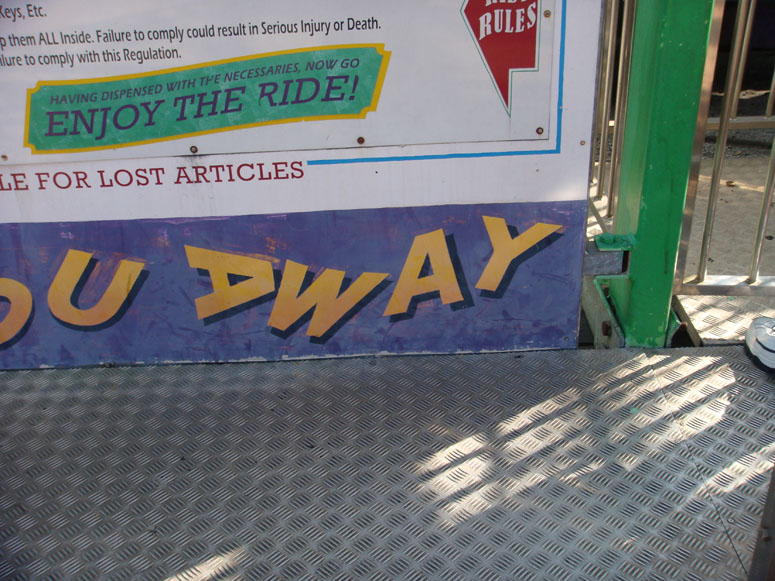 Keys, Etc.
p them ALL Inside. Failure to comply could result in Serious Injury or Death.
ilure to comply with this Regulation.
HAVING DISPENSED WITH THE NECESSARIES, NOW GO
ENJOY THE RIDE!
RULES
LE FOR LOST ARTICLES
OU AWAY